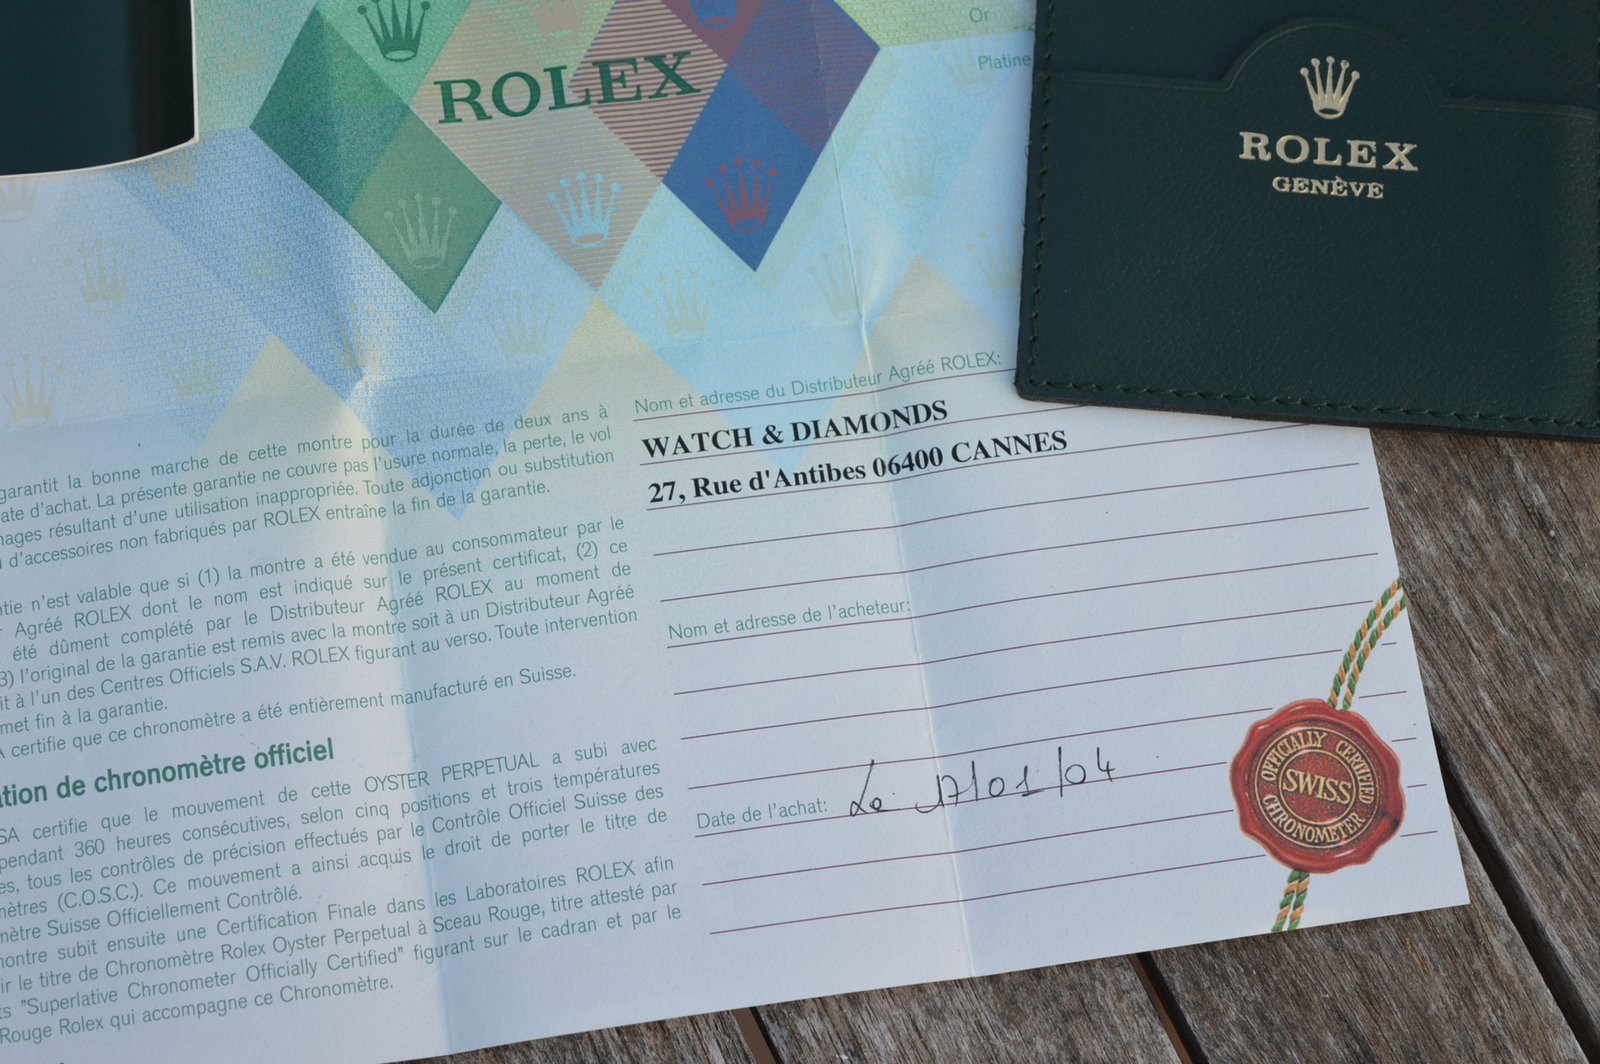 Or
Platine
ROLEX
ROLEX
GENÈVE
Nom et adresse du Distributeur Agréé ROLEX:
WATCH & DIAMONDS
27, Rue d'Antibes 06400 CANNES
Nom et adresse de l'acheteur:
Date de l'achat: Le 17/01/04
garantit la bonne marche de cette montre pour la durée de deux ans à
ate d'achat. La présente garantie ne couvre pas l'usure normale, la perte, le vol
mages résultant d'une utilisation inappropriée. Toute adjonction ou substitution
d'accessoires non fabriqués par ROLEX entraîne la fin de la garantie.
ntie n'est valable que si (1) la montre a été vendue au consommateur par le
Agréé ROLEX dont le nom est indiqué sur le présent certificat, (2) ce
été dûment complété par le Distributeur Agréé ROLEX au moment de
3) l'original de la garantie est remis avec la montre soit à un Distributeur Agréé
it à l'un des Centres Officiels S.A.V. ROLEX figurant au verso. Toute intervention
met fin à la garantie.
A certifie que ce chronomètre a été entièrement manufacturé en Suisse.
ation de chronomètre officiel
SA certifie que le mouvement de cette OYSTER PERPETUAL a subi avec
pendant 360 heures consécutives, selon cinq positions et trois températures
es, tous les contrôles de précision effectués par le Contrôle Officiel Suisse des
mètres (C.O.S.C.). Ce mouvement a ainsi acquis le droit de porter le titre de
mètre Suisse Officiellement Contrôlé.
montre subit ensuite une Certification Finale dans les Laboratoires ROLEX afin
ir le titre de Chronomètre Rolex Oyster Perpetual à Sceau Rouge, titre attesté par
ts "Superlative Chronometer Officially Certified" figurant sur le cadran et par le
Rouge Rolex qui accompagne ce Chronomètre.
OFFICIALLY CERTIFIED
SWISS
CHRONOMETER